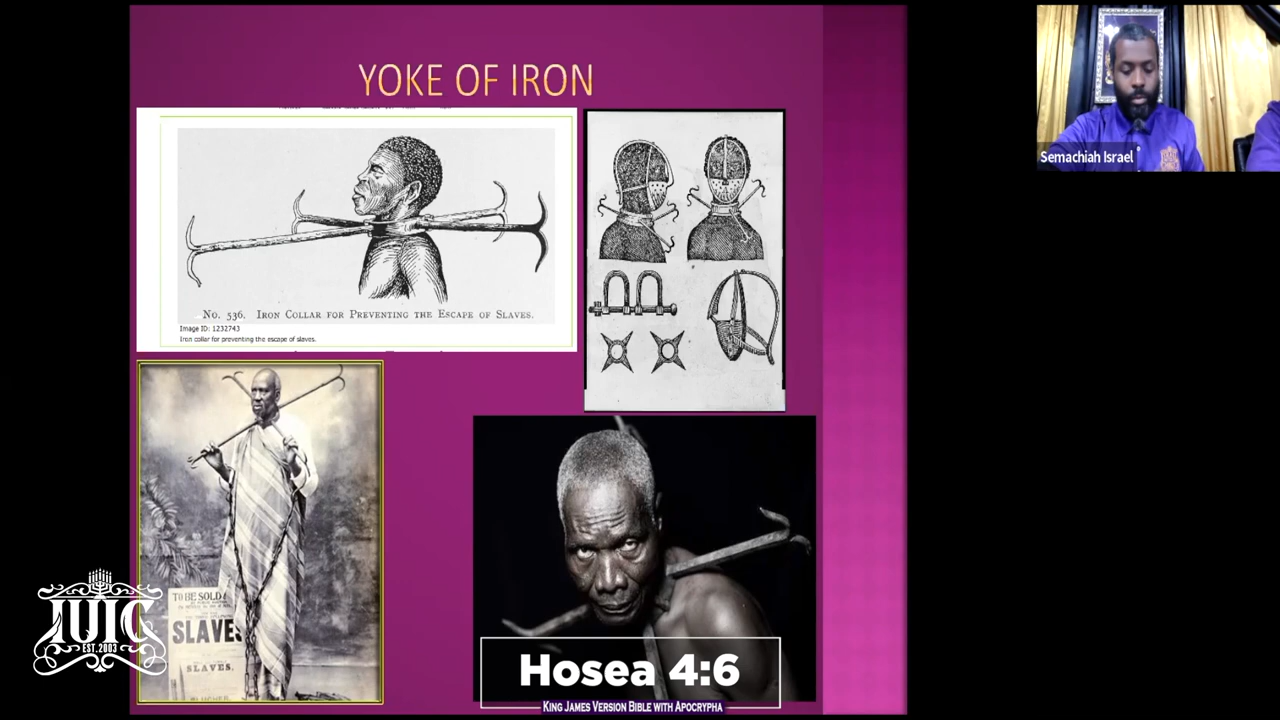 YOKE OF IRON
No. 536. Iron Collar for Preventing the Escape of Slaves.
Image ID: 1232743
Iron collar for preventing the escape of slaves.
TO BE SOLD!
SLAVES
SLAVES.
Hosea 4:6
King James Version Bible with Apocrypha
Semachiah Israel
IUIC
EST. 2003